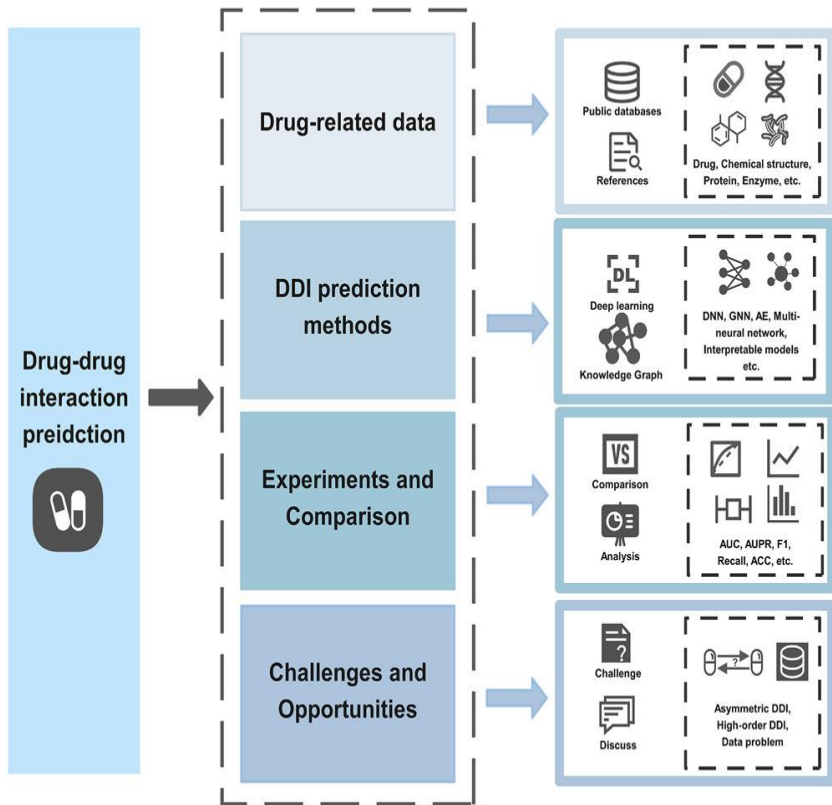 Drug-drug
interaction
preidction
Drug-related data
Public databases
References
Drug, Chemical structure,
Protein, Enzyme, etc.
DDI prediction
methods
DL
Deep learning
Knowledge Graph
DNN, GNN, AE, Multi-
neural network,
Interpretable models
etc.
Experiments and
Comparison
VS
Comparison
Analysis
AUC, AUPR, F1,
Recall, ACC, etc.
Challenges and
Opportunities
?
Challenge
Discuss
?
Asymmetric DDI,
High-order DDI,
Data problem